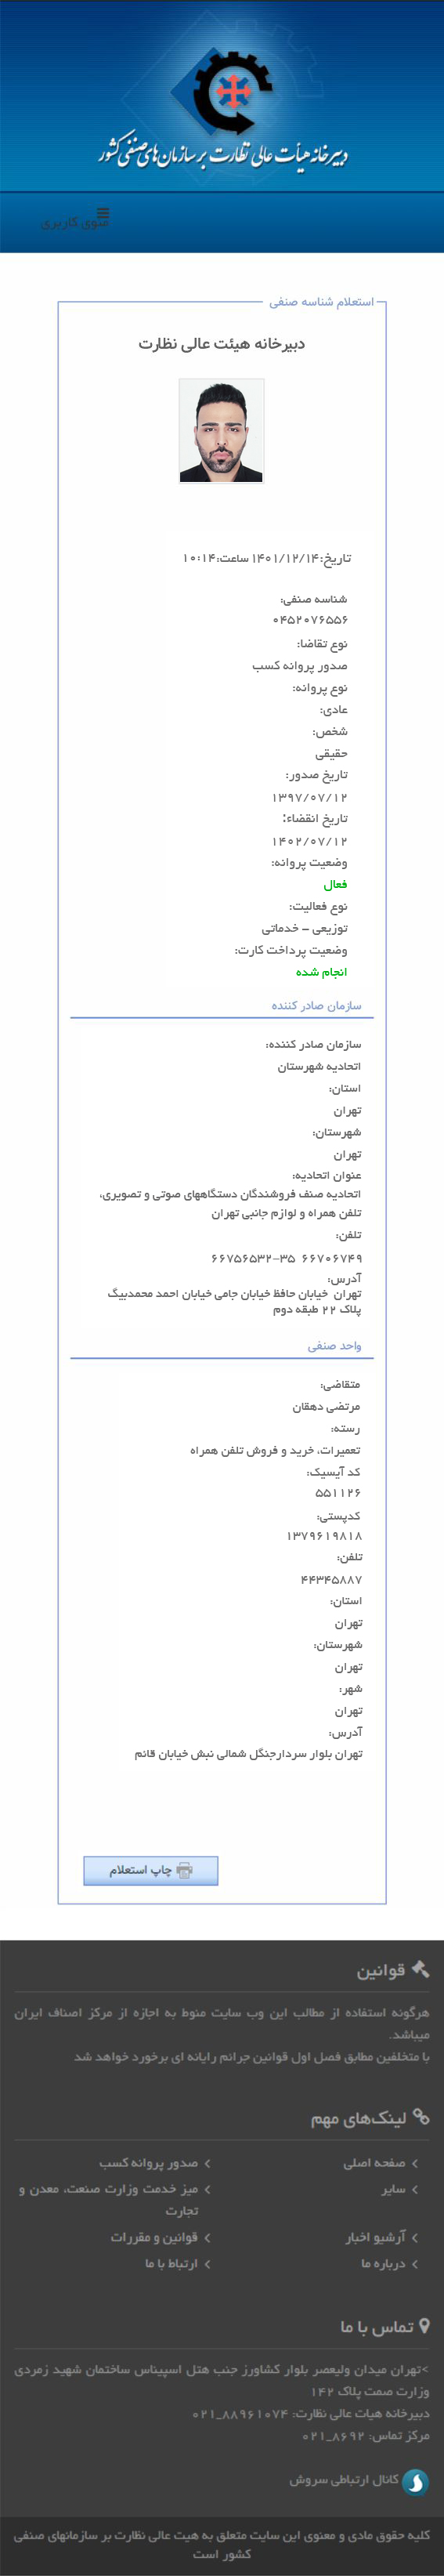 دبیرخانه هیأت عالی نظارت بر سازمان‌های صنفی کشور
منوی کاربری
استعلام شناسه صنفی
دبیرخانه هیئت عالی نظارت
تاریخ:۱۴۰۱/۱۲/۱۴ ساعت:۱۰:۱۴
شناسه صنفی:
۰۴۵۲۰۷۶۵۵۶
نوع تقاضا:
صدور پروانه کسب
نوع پروانه:
عادی:
شخص:
حقیقی
تاریخ صدور:
۱۳۹۷/۰۷/۱۲
تاریخ انقضاء:
۱۴۰۲/۰۷/۱۲
وضعیت پروانه:
فعال
نوع فعالیت:
توزیعی – خدماتی
وضعیت پرداخت کارت:
انجام شده
سازمان صادر کننده
سازمان صادر کننده:
اتحادیه شهرستان
استان:
تهران
شهرستان:
تهران
عنوان اتحادیه:
اتحادیه صنف فروشندگان دستگاههای صوتی و تصویری،
تلفن همراه و لوازم جانبی تهران
تلفن:
۶۶۷۰۶۷۴۹ ۶۶۷۵۶۵۳۲-۳۵
آدرس:
تهران خیابان حافظ خیابان جامی خیابان احمد محمدبیگ
پلاک ۲۲ طبقه دوم
واحد صنفی
متقاضی:
مرتضی دهقان
رسته:
تعمیرات، خرید و فروش تلفن همراه
کد آیسیک:
۵۵۱۱۲۶
کدپستی:
۱۳۷۹۶۱۹۸۱۸
تلفن:
۴۴۳۴۵۸۸۷
استان:
تهران
شهرستان:
تهران
شهر:
تهران
آدرس:
تهران بلوار سردارجنگل شمالی نبش خیابان قائم
چاپ استعلام
قوانین
هرگونه استفاده از مطالب این وب سایت منوط به اجازه از مرکز اصناف ایران
میباشد.
با متخلفین مطابق فصل اول قوانین جرائم رایانه ای برخورد خواهد شد
لینک‌های مهم
صفحه اصلی
صدور پروانه کسب
سایر
میز خدمت وزارت صنعت، معدن و
تجارت
آرشیو اخبار
قوانین و مقررات
درباره ما
ارتباط با ما
تماس با ما
>تهران میدان ولیعصر بلوار کشاورز جنب هتل اسپیناس ساختمان شهید زمردی
وزارت صمت پلاک ۱۴۲
دبیرخانه هیات عالی نظارت: ۸۸۹۶۱۰۷۴_۰۲۱
مرکز تماس: ۸۶۹۲_۰۲۱
کانال ارتباطی سروش
کلیه حقوق مادی و معنوی این سایت متعلق به هیت عالی نظارت بر سازمانهای صنفی
کشور است